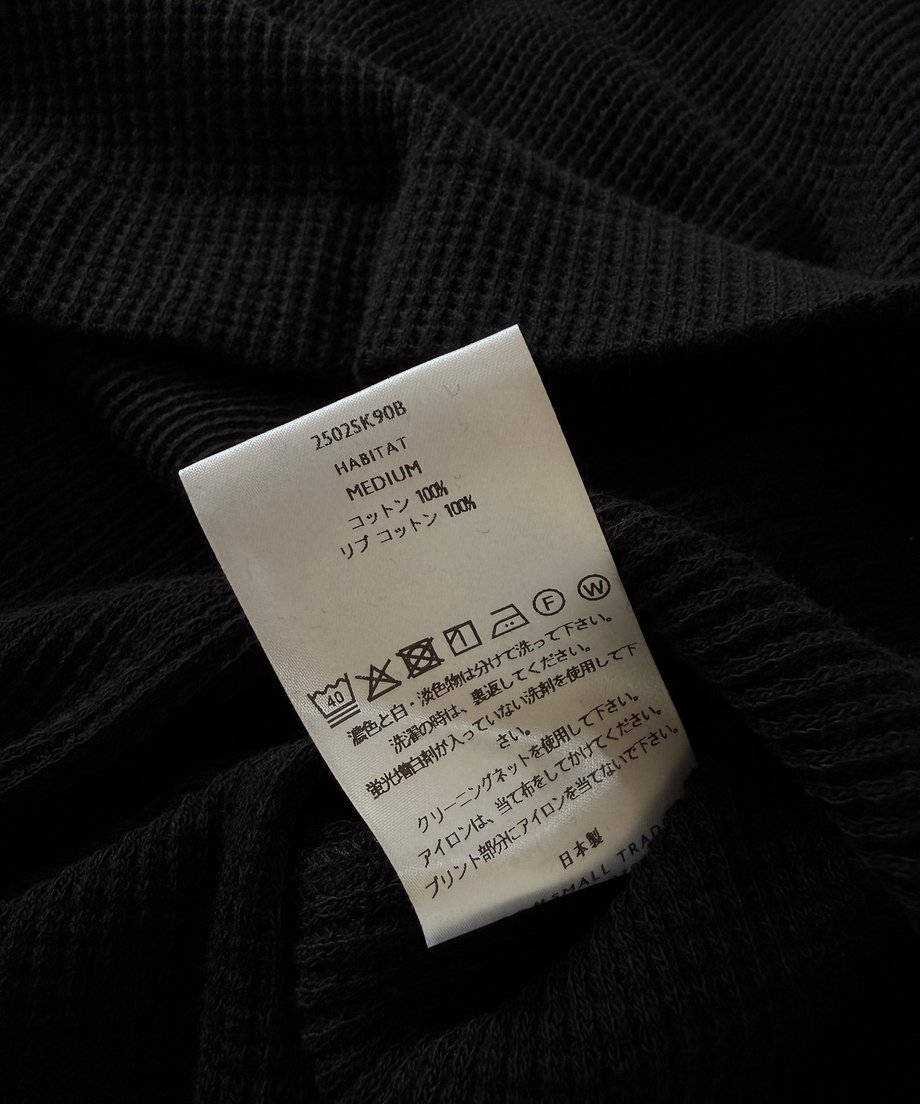 2502SK90B
HABITAT
MEDIUM
コットン 100%
リブ コットン 100%
40 F W
濃色と白・淡色物は分けて洗って下さい。
洗濯の時は、裏返してください。
蛍光増白剤が入っていない洗剤を使用して下
さい。
クリーニングネットを使用して下さい。
アイロンは、当て布をしてかけてください。
プリント部分にアイロンを当てないで下さい。
日本製
SMALL